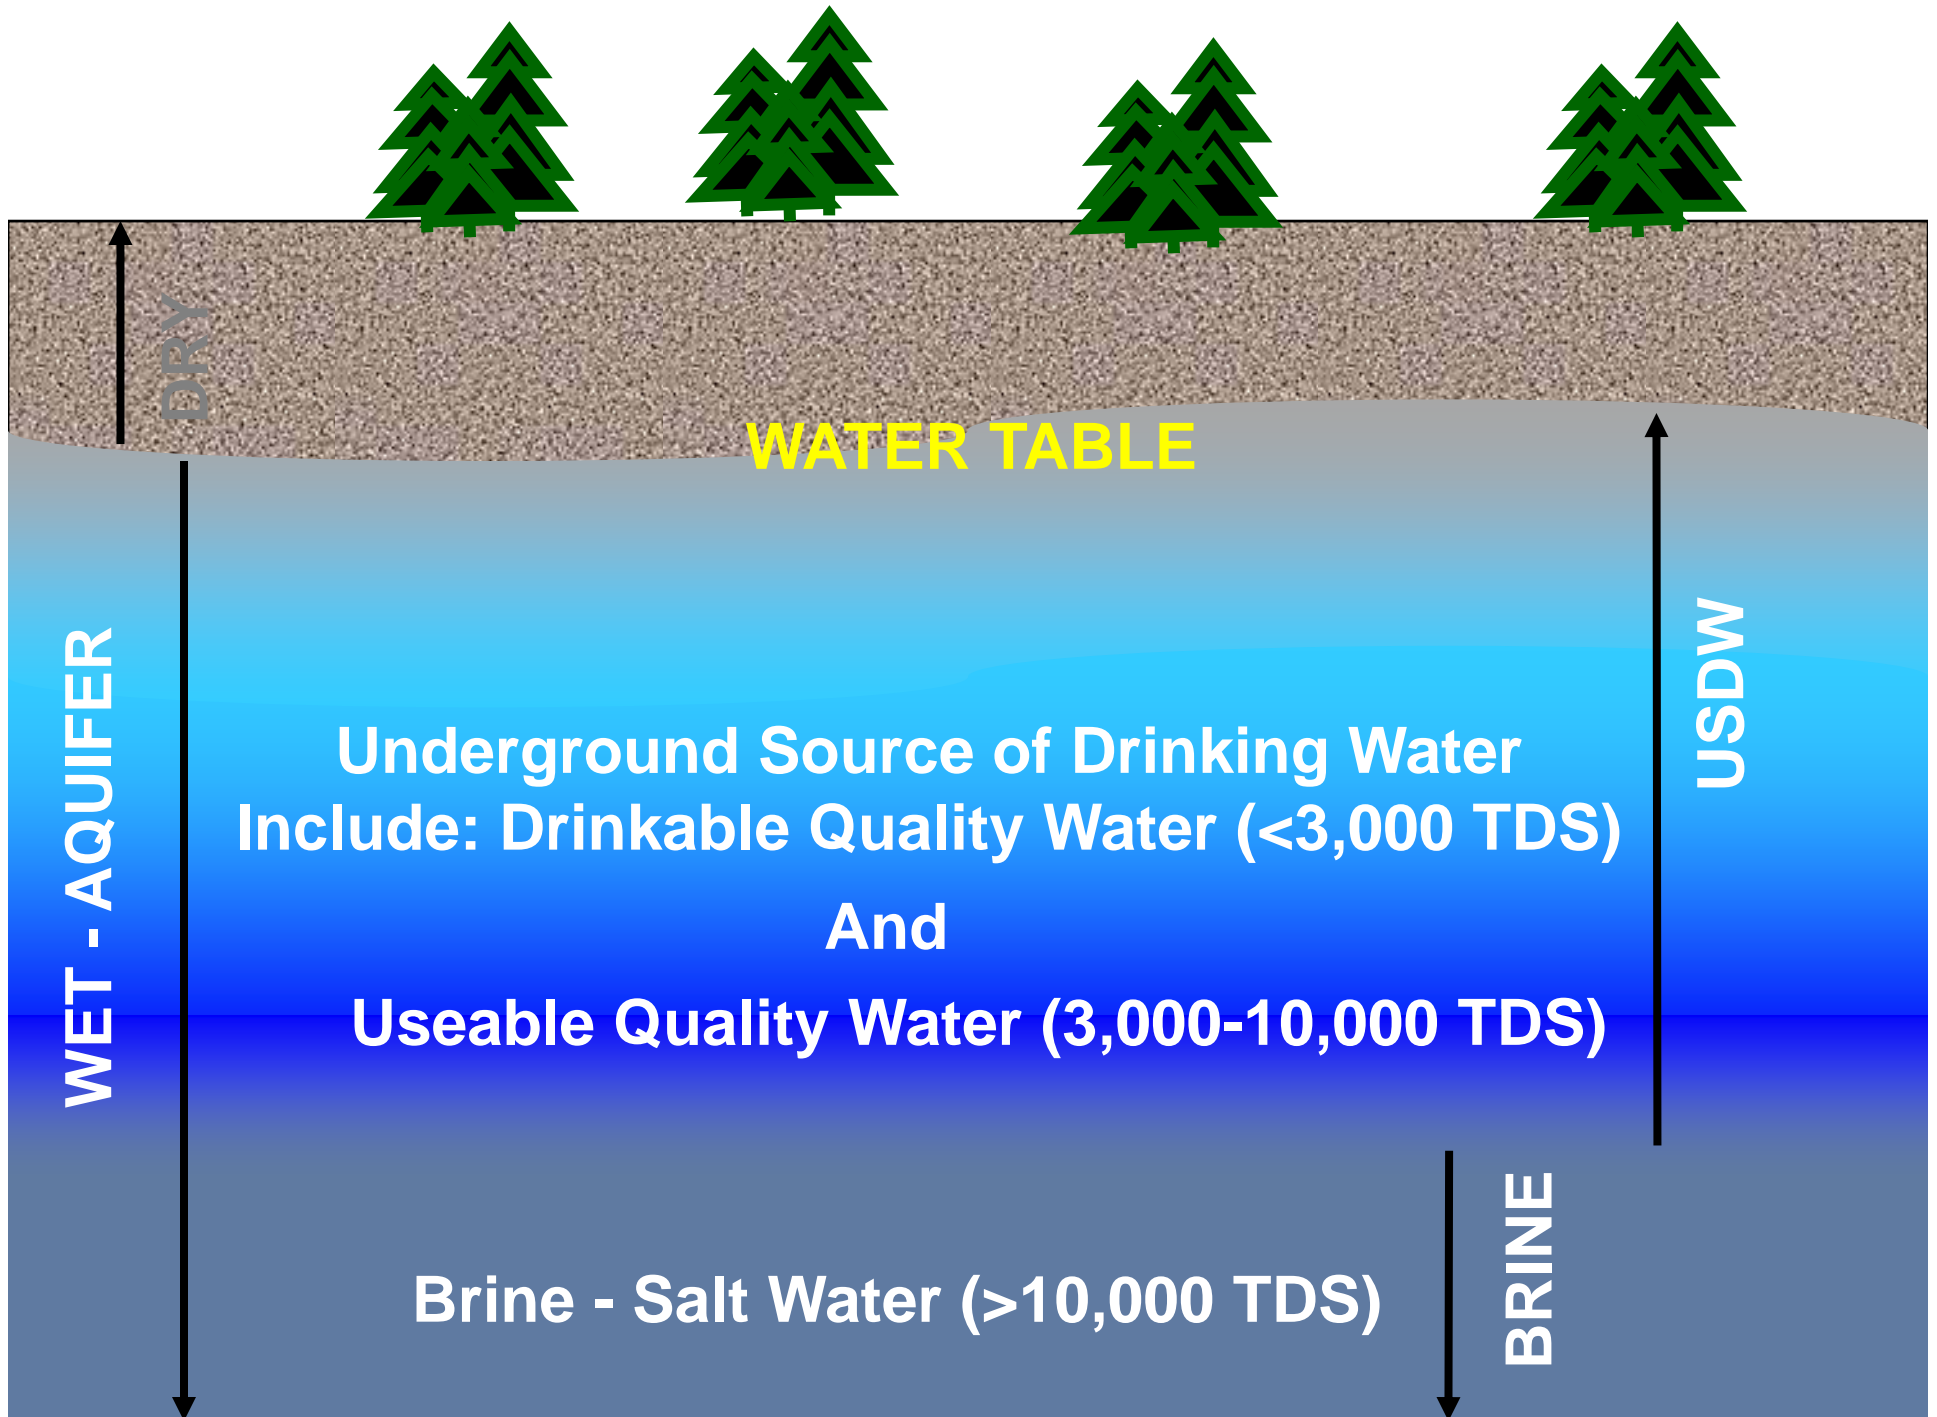 DRY
WATER TABLE
WET - AQUIFER
USDW
Underground Source of Drinking Water
Include: Drinkable Quality Water (<3,000 TDS)
And
Useable Quality Water (3,000-10,000 TDS)
BRINE
Brine - Salt Water (>10,000 TDS)